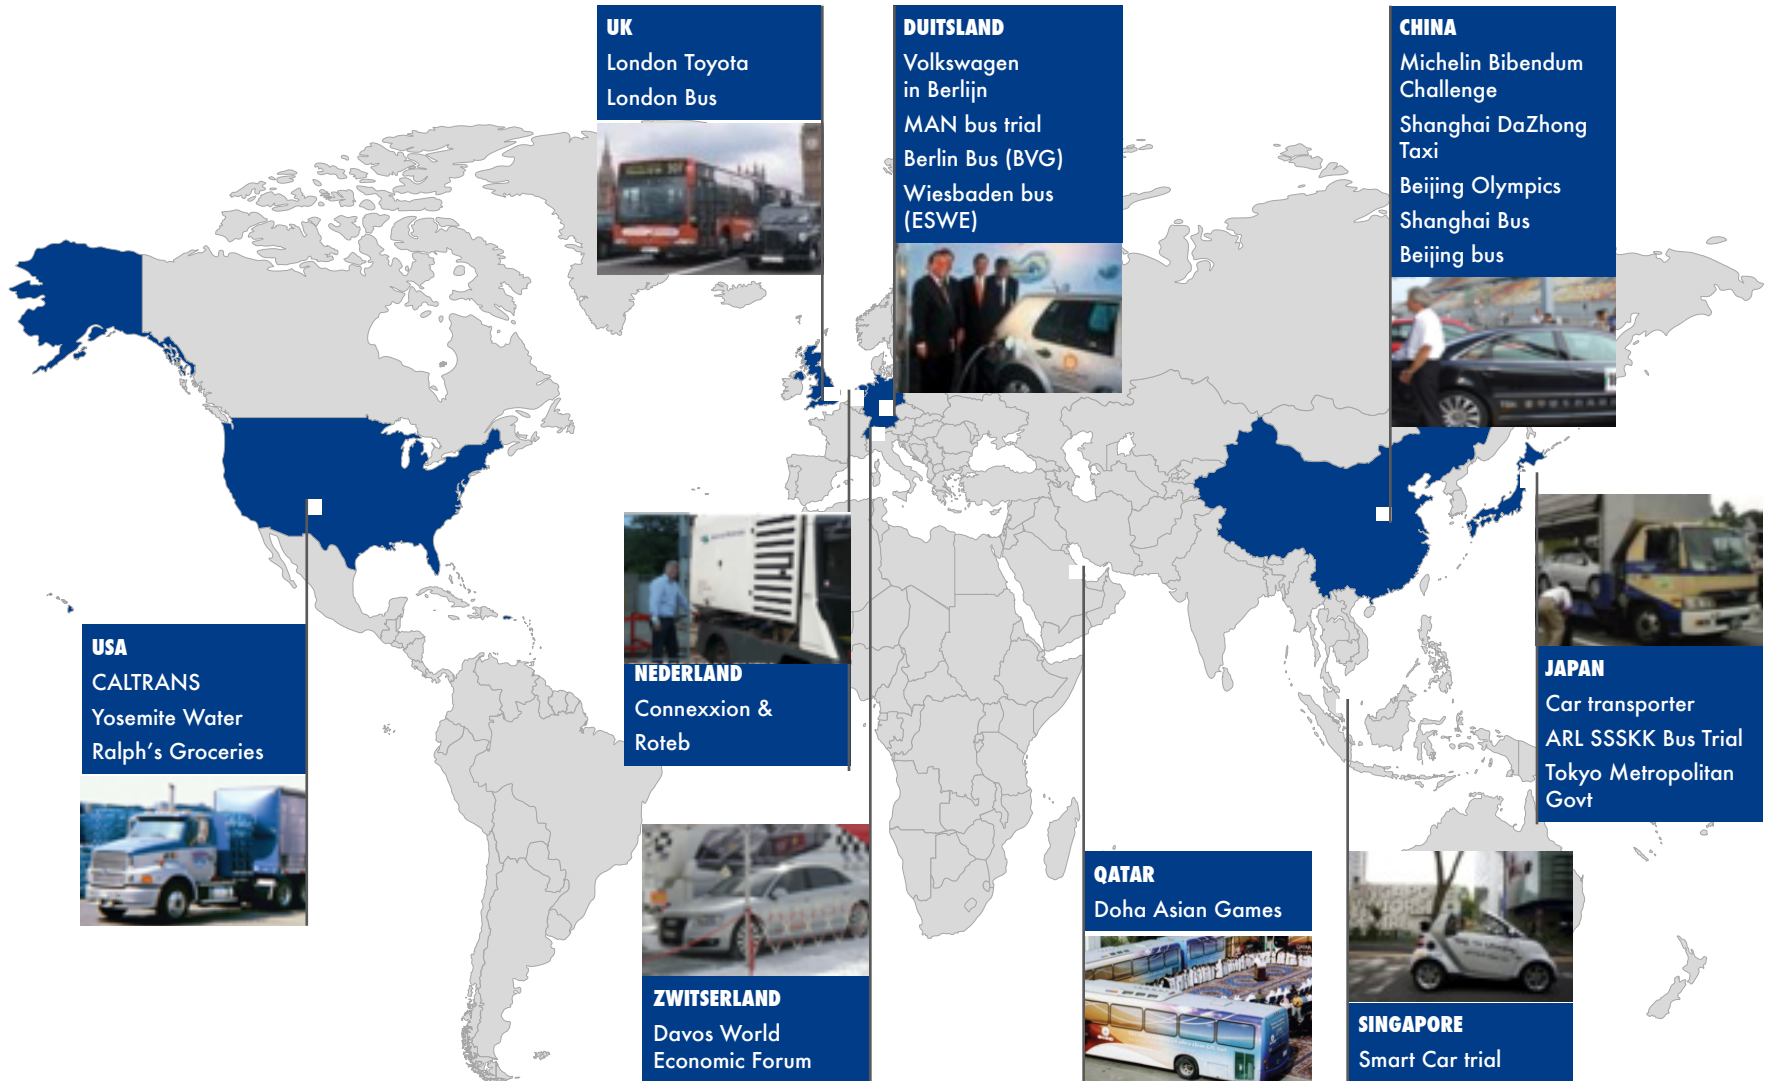 UK
London Toyota
London Bus
DUITSLAND
Volkswagen
in Berlijn
MAN bus trial
Berlin Bus (BVG)
Wiesbaden bus
(ESWE)
CHINA
Michelin Bibendum
Challenge
Shanghai DaZhong
Taxi
Beijing Olympics
Shanghai Bus
Beijing bus
USA
CALTRANS
Yosemite Water
Ralph's Groceries
NEDERLAND
Connexxion &
Roteb
JAPAN
Car transporter
ARL SSSKK Bus Trial
Tokyo Metropolitan
Govt
ZWITSERLAND
Davos World
Economic Forum
QATAR
Doha Asian Games
SINGAPORE
Smart Car trial